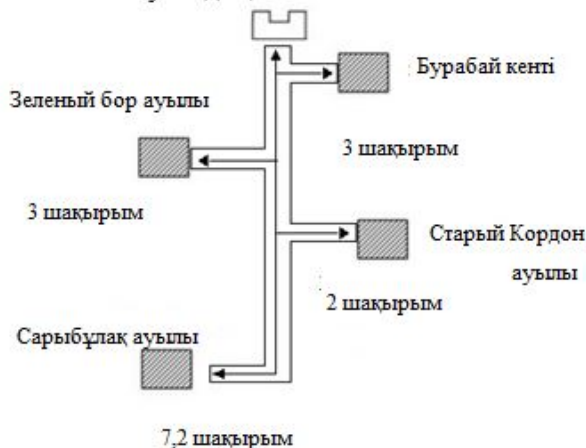 Бурабай кенті
Зеленый бор ауылы
3 шақырым
3 шақырым
Старый Кордон
ауылы
2 шақырым
Сарыбұлақ ауылы
7,2 шақырым